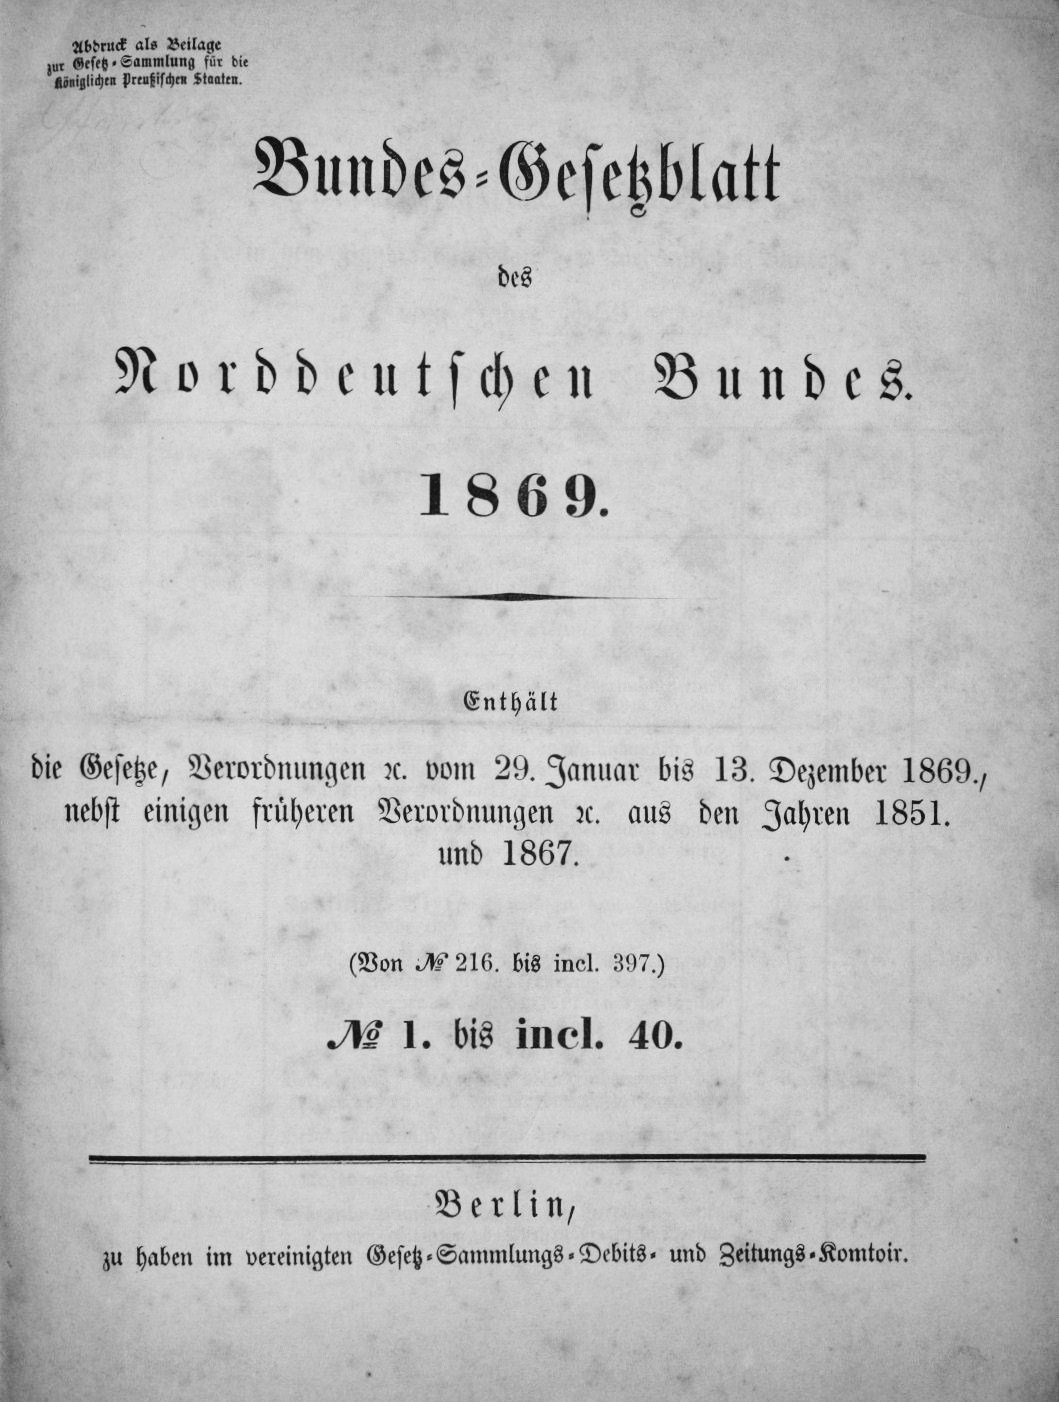 Abdruck als Beilage
zur Gesetz-Sammlung für die
Königlichen Preußischen Staaten.
Bundes-Gesetzblatt
des
Norddeutschen Bundes.
1869.
Enthält
die Gesetze, Verordnungen ꝛc. vom 29. Januar bis 13. Dezember 1869.,
nebst einigen früheren Verordnungen ꝛc. aus den Jahren 1851.
und 1867.
(Von № 216. bis incl. 397.)
№ 1. bis incl. 40.
Berlin,
zu haben im vereinigten Gesetz-Sammlungs-Debits- und Zeitungs-Komtoir.